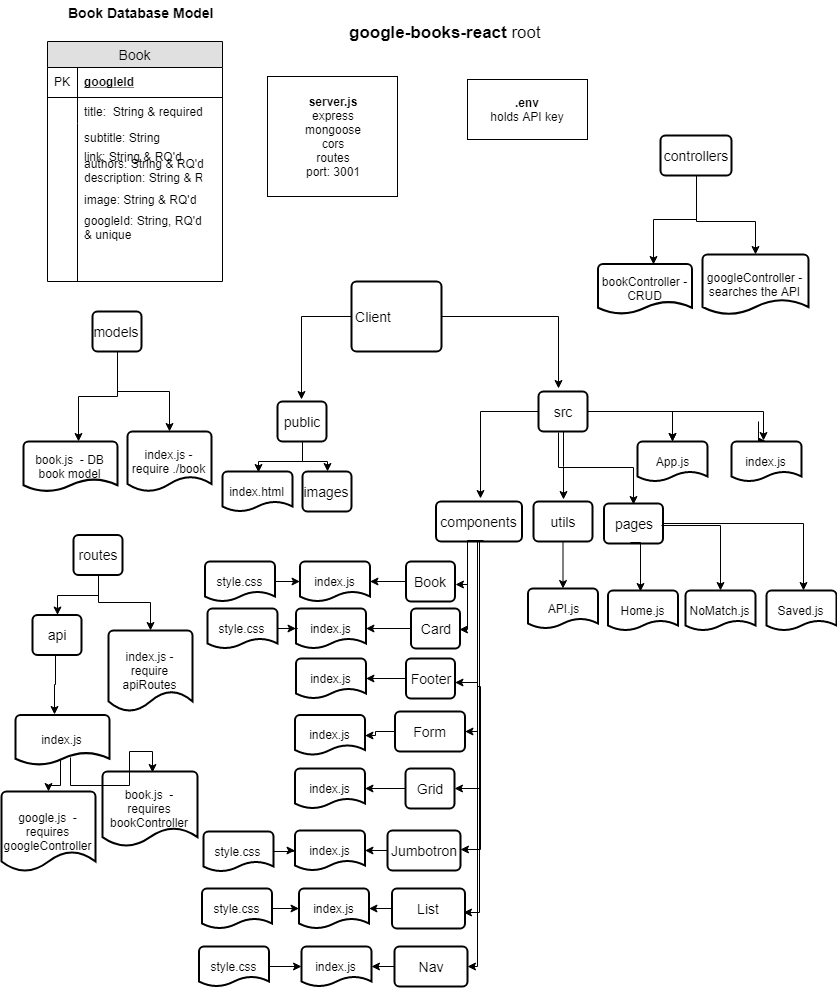 Book Database Model
google-books-react root
Book
PK googleId
title: String & required
subtitle: String
link: String & RQ'd
authors: String & RQ'd
description: String & R
image: String & RQ'd
googleId: String, RQ'd
& unique
server.js
express
mongoose
cors
routes
port: 3001
.env
holds API key
controllers
bookController -
CRUD
googleController -
searches the API
Client
models
public
src
book.js - DB
book model
index.js -
require ./book
index.html
images
App.js
index.js
components
utils
pages
routes
api
index.js -
require
apiRoutes
index.js
google.js -
requires
googleController
book.js -
requires
bookController
style.css
index.js
Book
style.css
index.js
Card
index.js
Footer
index.js
Form
index.js
Grid
style.css
index.js
Jumbotron
style.css
index.js
List
style.css
index.js
Nav
API.js
Home.js
NoMatch.js
Saved.js